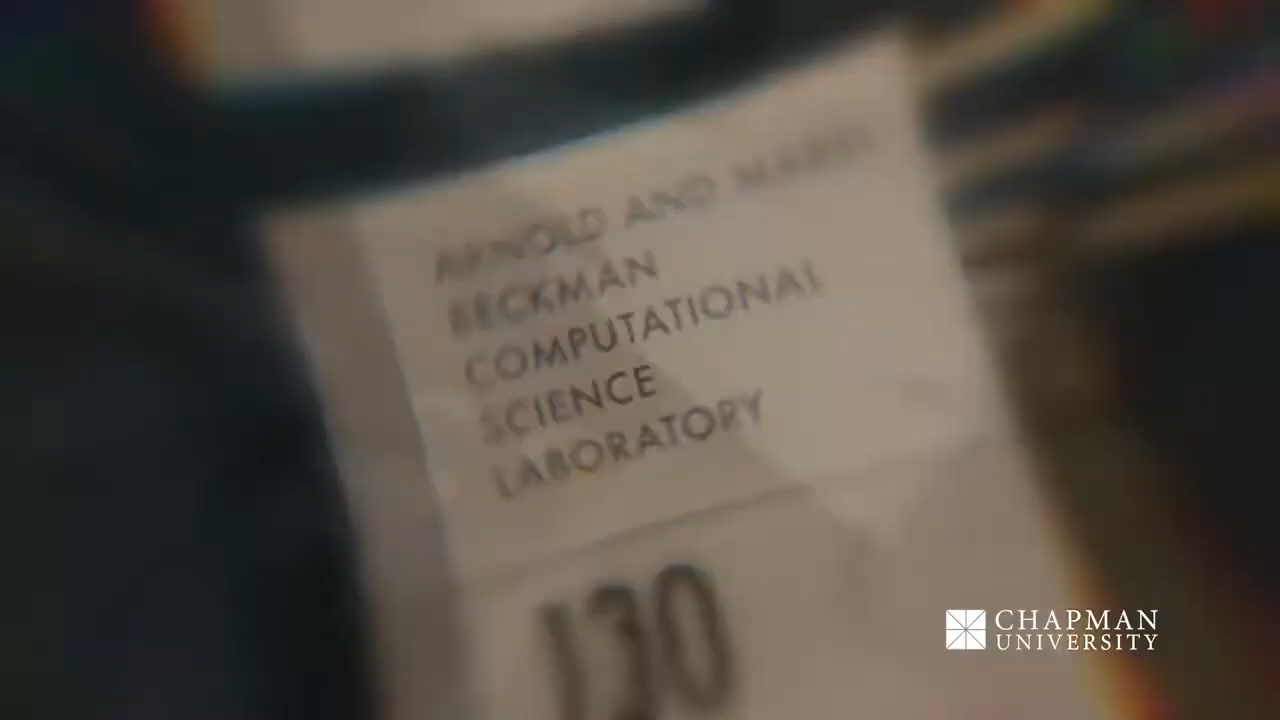 ARNOLD AND MABEL
BECKMAN
COMPUTATIONAL
SCIENCE
LABORATORY
130
CHAPMAN
UNIVERSITY